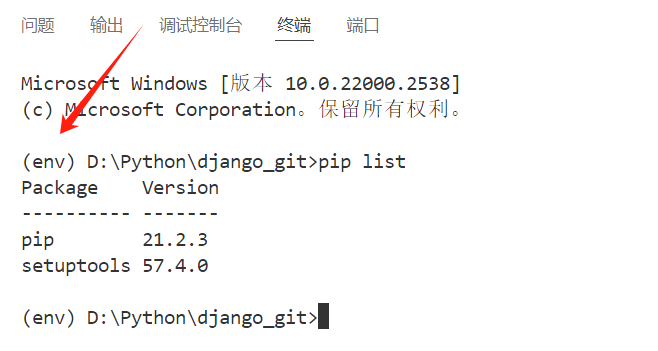 问题 输出 调试控制台 终端 端口
Microsoft Windows [版本 10.0.22000.2538]
(c) Microsoft Corporation。保留所有权利。
(env) D:\Python\django_git>pip list
Package    Version
---------- -------
pip        21.2.3
setuptools 57.4.0
(env) D:\Python\django_git>